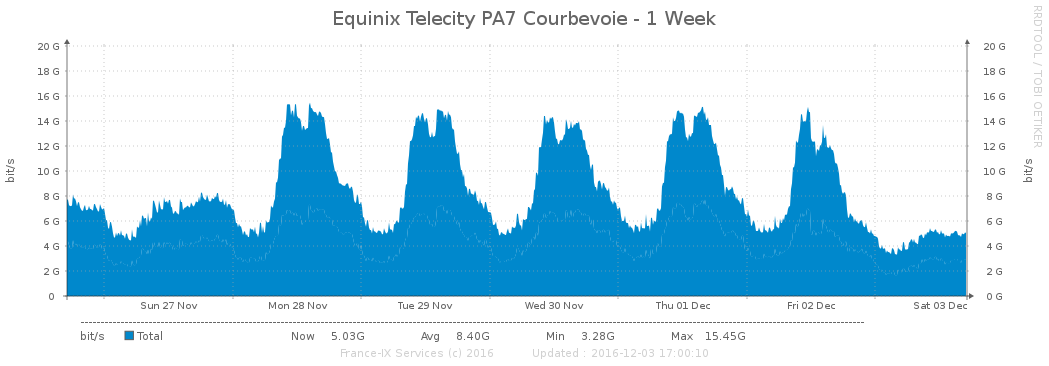 Equinix Telecity PA7 Courbevoie - 1 Week
RRDTOOL / TOBI OETIKER
bit/s
20 G 20 G
18 G 18 G
16 G 16 G
14 G 14 G
12 G 12 G
10 G 10 G
8 G 8 G
6 G 6 G
4 G 4 G
2 G 2 G
0 0 G
bit/s
Sun 27 Nov Mon 28 Nov Tue 29 Nov Wed 30 Nov Thu 01 Dec Fri 02 Dec Sat 03 Dec
bit/s Total Now 5.03G Avg 8.40G Min 3.28G Max 15.45G
France-IX Services (c) 2016 Updated : 2016-12-03 17:00:10